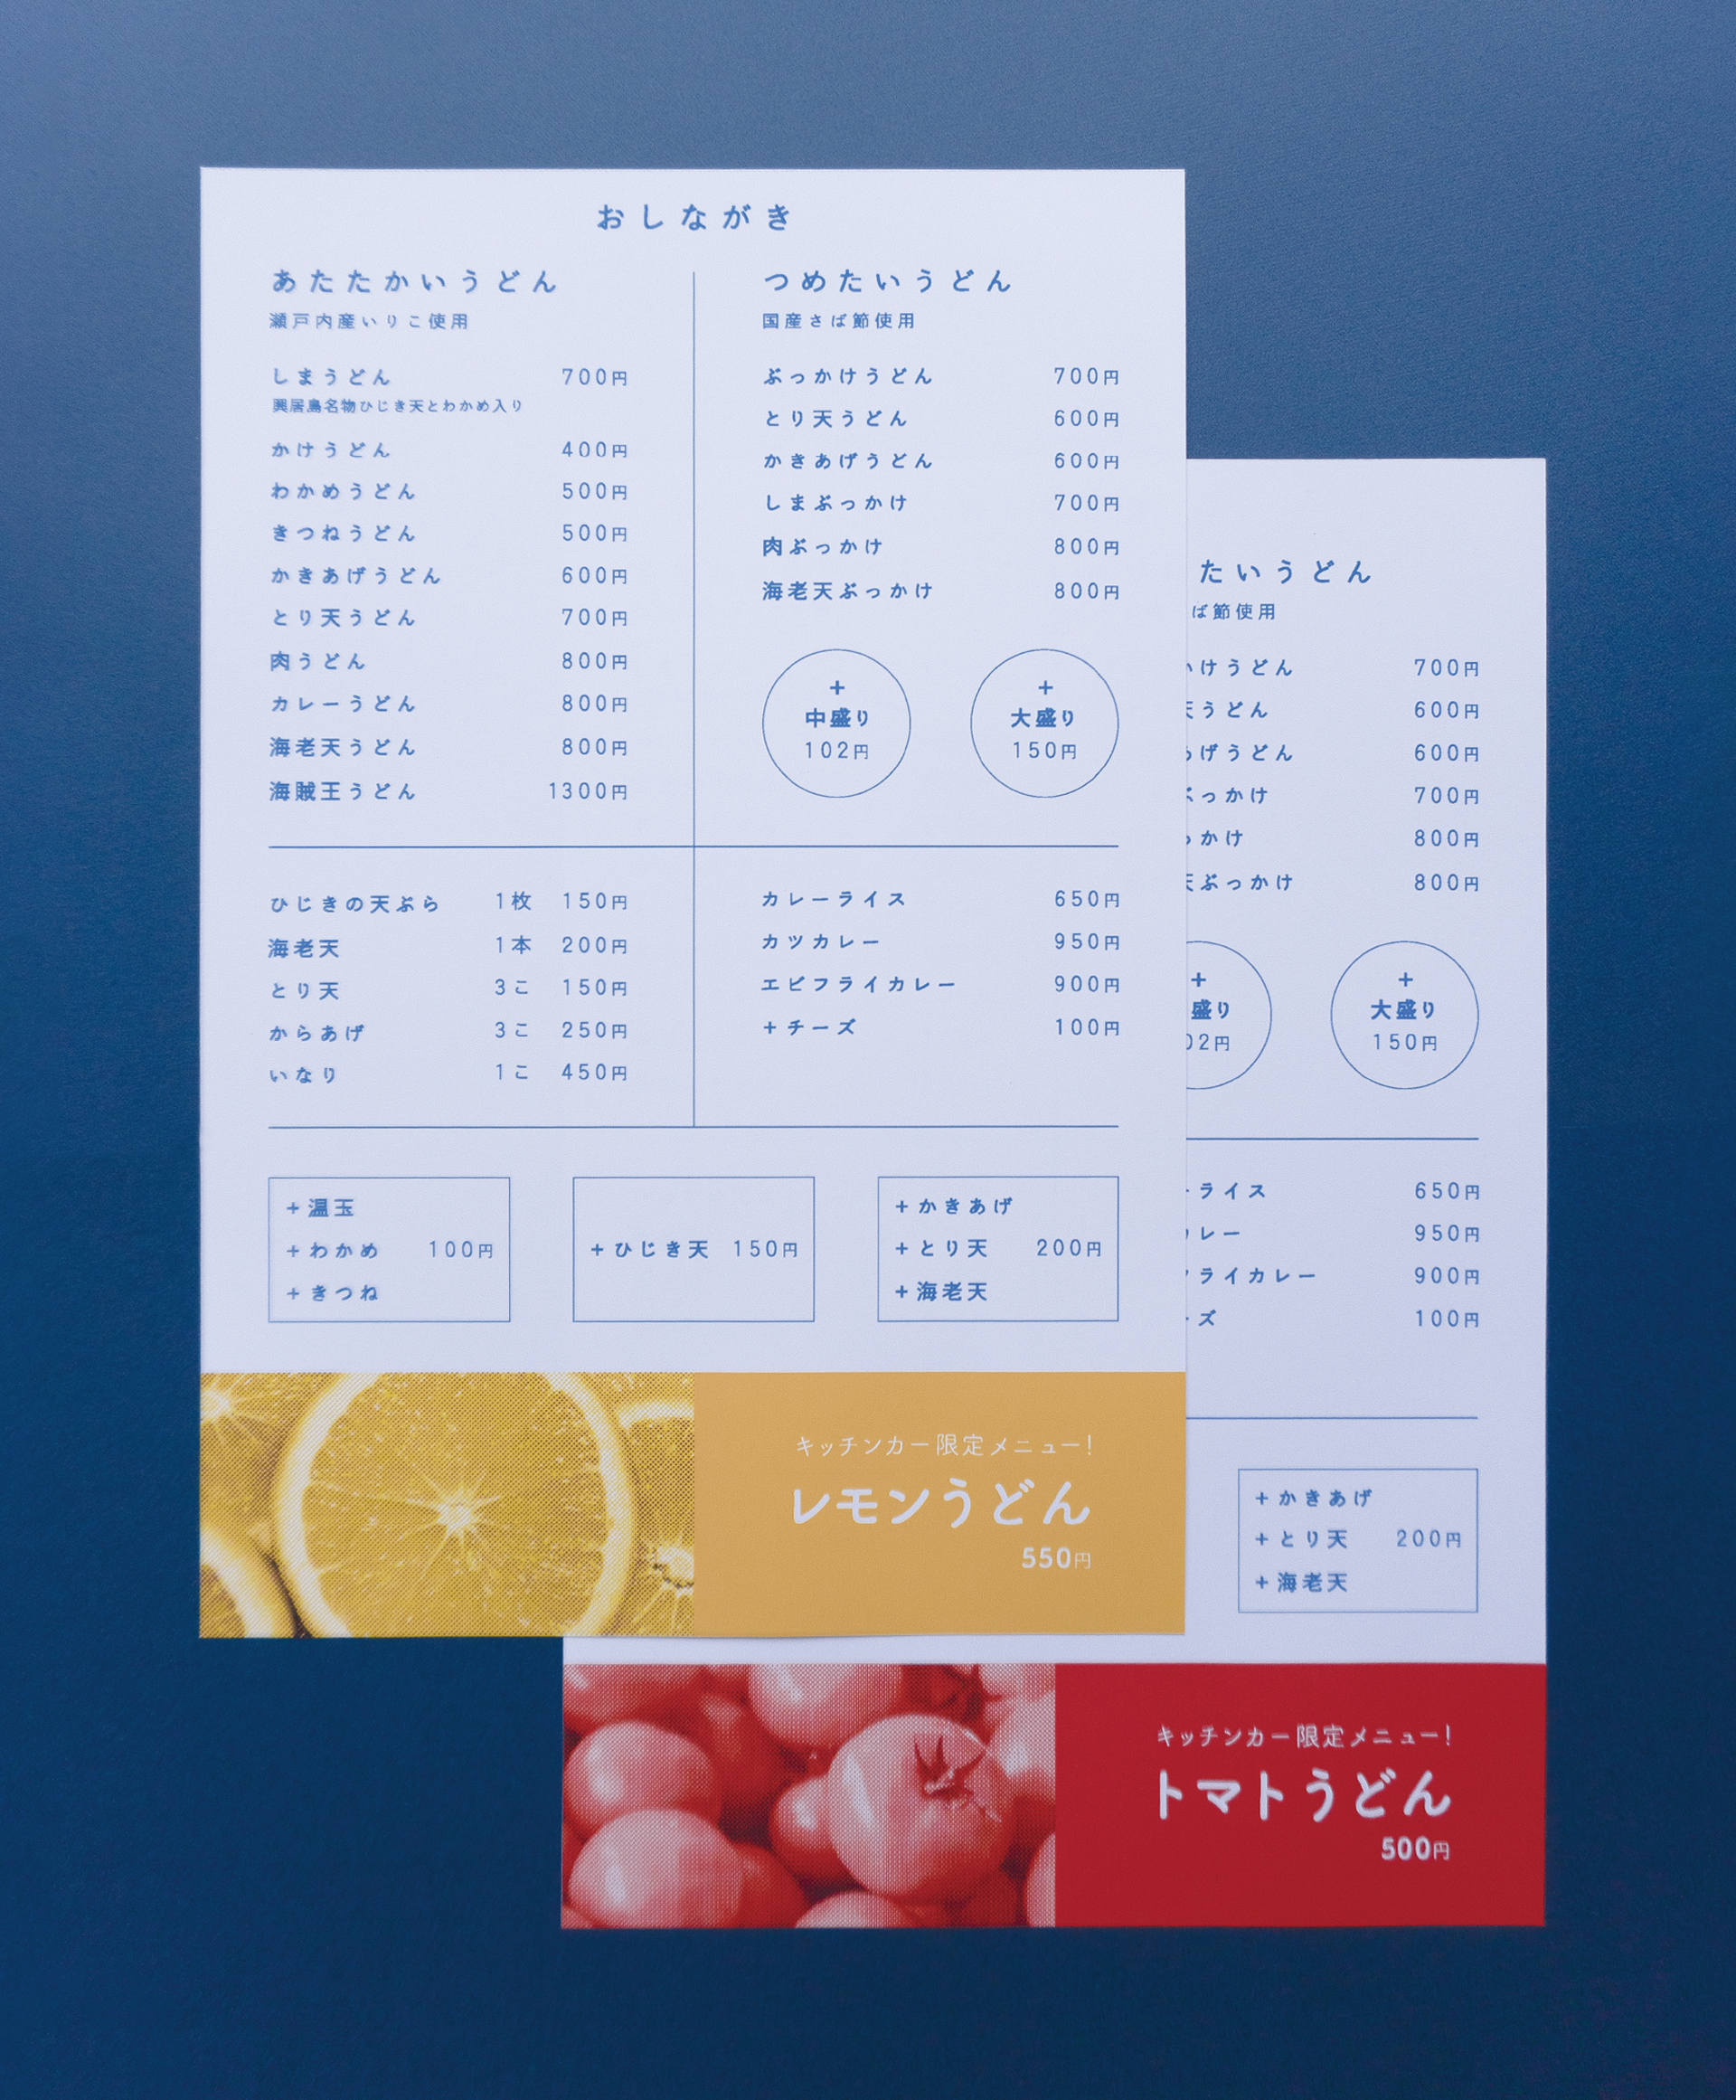 おしながき
あたたかいうどん
瀬戸内産いりこ使用
しまうどん 700円
興居島名物ひじき天とわかめ入り
かけうどん 400円
わかめうどん 500円
きつねうどん 500円
かきあげうどん 600円
とり天うどん 700円
肉うどん 800円
カレーうどん 800円
海老天うどん 800円
海賊王うどん 1300円
つめたいうどん
国産さば節使用
ぶっかけうどん 700円
とり天うどん 600円
かきあげうどん 600円
しまぶっかけ 700円
肉ぶっかけ 800円
海老天ぶっかけ 800円
+
中盛り
102円
+
大盛り
150円
ひじきの天ぷら 1枚 150円
海老天 1本 200円
とり天 3こ 150円
からあげ 3こ 250円
いなり 1こ 450円
カレーライス 650円
カツカレー 950円
エビフライカレー 900円
+チーズ 100円
+温玉
+わかめ 100円
+きつね
+ひじき天 150円
+かきあげ
+とり天 200円
+海老天
キッチンカー限定メニュー!
レモンうどん
550円
たいうどん
ば節使用
けうどん 700円
うどん 600円
げうどん 600円
っかけ 700円
かけ 800円
ぶっかけ 800円
+
盛り
02円
+
大盛り
150円
ライス 650円
レー 950円
ライカレー 900円
ズ 100円
+かきあげ
+とり天 200円
+海老天
キッチンカー限定メニュー!
トマトうどん
500円